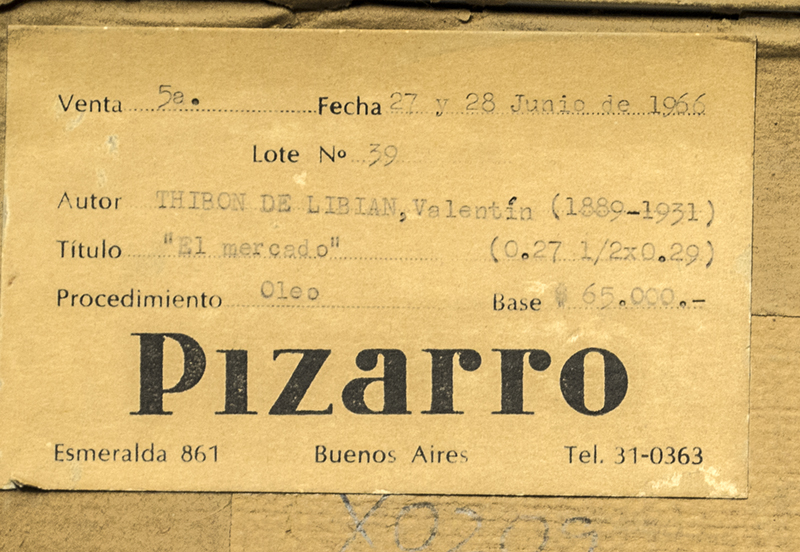 Venta 5a. Fecha 27 y 28 Junio de 1966
Lote Nº 39
Autor THIBON DE LIBIAN, Valentín (1889-1931)
Título "El mercado" (0.27 1/2x0.29)
Procedimiento Oleo Base $ 65.000.-
Pizarro
Esmeralda 861 Buenos Aires Tel. 31-0363